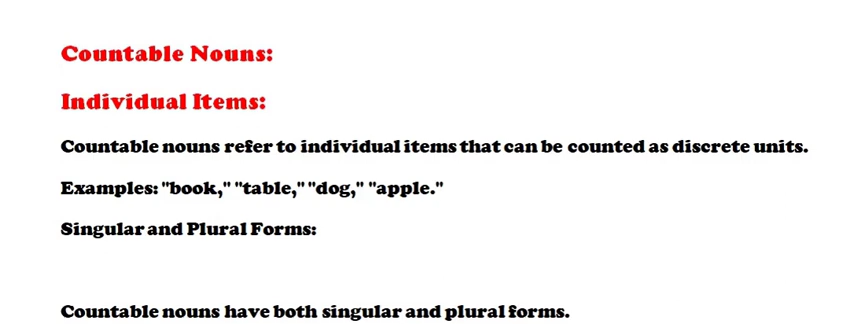 Countable Nouns:
Individual Items:
Countable nouns refer to individual items that can be counted as discrete units.
Examples: "book," "table," "dog," "apple."
Singular and Plural Forms:
Countable nouns have both singular and plural forms.